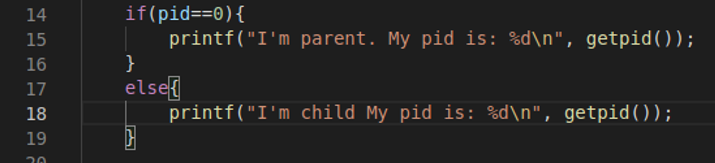 14 if(pid==0){
15 printf("I'm parent. My pid is: %d\n", getpid());
16 }
17 else{
18 printf("I'm child My pid is: %d\n", getpid());
19 }
20